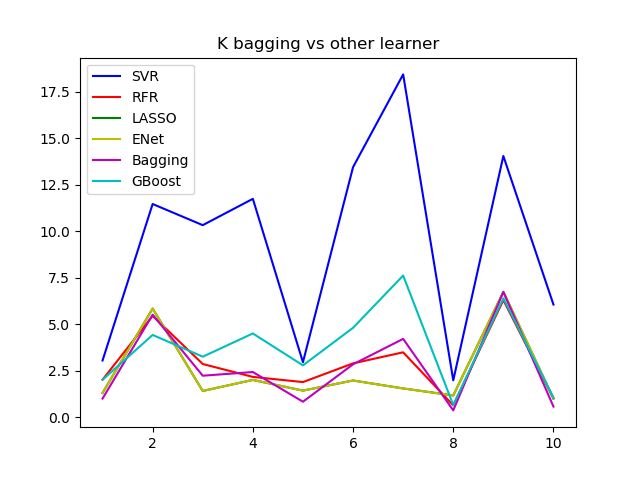 K bagging vs other learner
SVR
RFR
LASSO
ENet
Bagging
GBoost
17.5
15.0
12.5
10.0
7.5
5.0
2.5
0.0
2 4 6 8 10